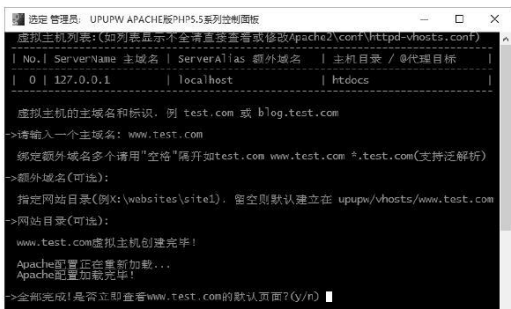 选定 管理员: UPUPW APACHE版PHP5.5系列控制面板
虚拟主机列表:(如列表显示不全请直接查看或修改Apache2\conf\httpd-vhosts.conf)
| No.| ServerName 主域名 | ServerAlias 额外域名 | 主机目录 / @代理目标 |
| 0 | 127.0.0.1 | localhost | htdocs |
虚拟主机的主域名和标识. 例 test.com 或 blog.test.com
->请输入一个主域名: www.test.com
绑定额外域名多个请用"空格"隔开如test.com www.test.com *.test.com(支持泛解析)
->额外域名(可选):
指定网站目录(例X:\websites\site1). 留空则默认建立在 upupw/vhosts/www.test.com
->网站目录(可选):
www.test.com虚拟主机创建完毕!
Apache配置正在重新加载...
Apache配置加载完毕!
->全部完成!是否立即查看www.test.com的默认页面?(y/n)